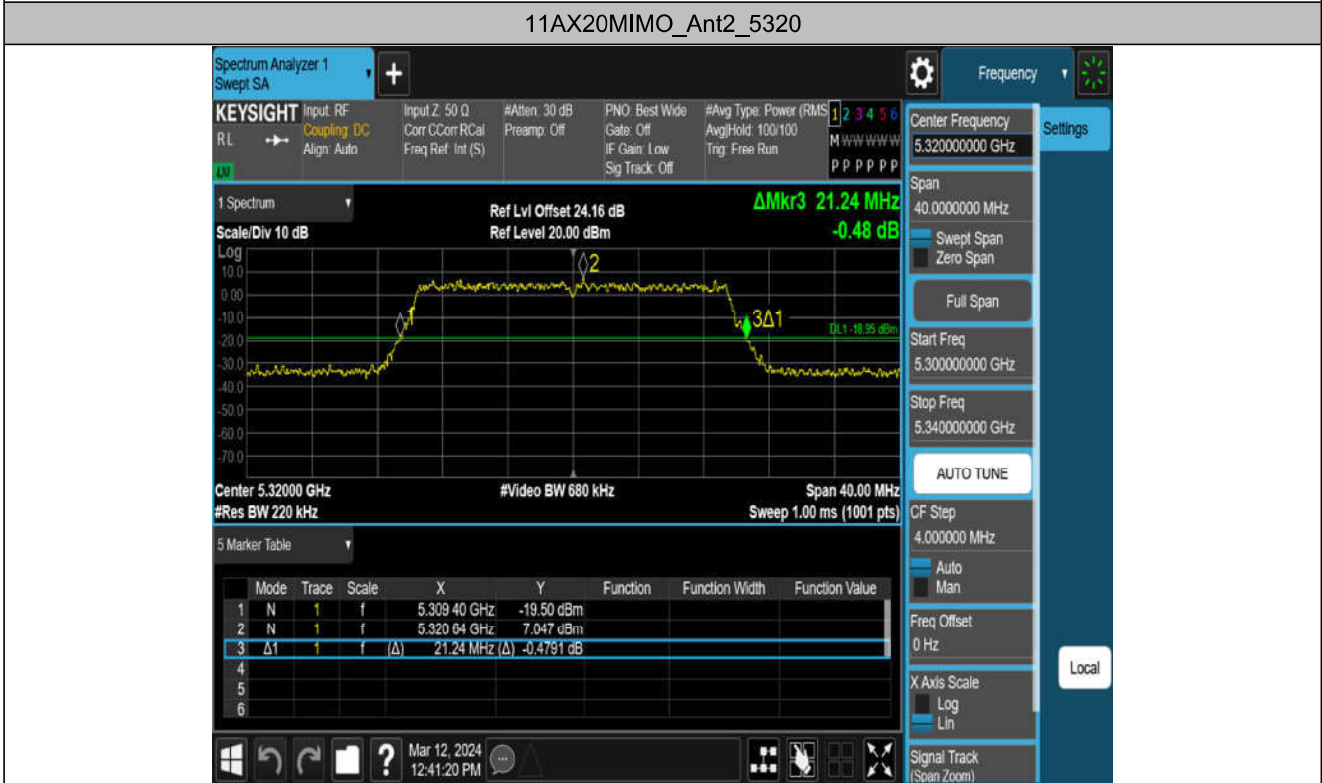 11AX20MIMO_Ant2_5320
Spectrum Analyzer 1
Swept SA
+
Frequency
KEYSIGHT
RL
LXI
Input: RF
Coupling: DC
Align: Auto
Input Z: 50 Ω
Corr CCorr RCal
Freq Ref: Int (S)
#Atten: 30 dB
Preamp: Off
PNO: Best Wide
Gate: Off
IF Gain: Low
Sig Track: Off
#Avg Type: Power (RMS
Avg|Hold: 100/100
Trig: Free Run
1 2 3 4 5 6
M W W W W W
P P P P P P
Center Frequency
5.320000000 GHz
Settings
Span
40.0000000 MHz
Swept Span
Zero Span
Full Span
Start Freq
5.300000000 GHz
Stop Freq
5.340000000 GHz
AUTO TUNE
CF Step
4.000000 MHz
Auto
Man
Freq Offset
0 Hz
X Axis Scale
Log
Lin
Signal Track
(Span Zoom)
Local
1 Spectrum
Scale/Div 10 dB
Ref Lvl Offset 24.16 dB
Ref Level 20.00 dBm
ΔMkr3 21.24 MHz
-0.48 dB
Log
10.0
0.00
-10.0
-20.0
-30.0
-40.0
-50.0
-60.0
-70.0
2
3Δ1
DL1 -18.95 dBm
Center 5.32000 GHz
#Video BW 680 kHz
Span 40.00 MHz
#Res BW 220 kHz
Sweep 1.00 ms (1001 pts)
5 Marker Table
Mode Trace Scale X Y Function Function Width Function Value
1 N 1 f 5.309 40 GHz -19.50 dBm
2 N 1 f 5.320 64 GHz 7.047 dBm
3 Δ1 1 f (Δ) 21.24 MHz (Δ) -0.4791 dB
4
5
6
?
Mar 12, 2024
12:41:20 PM